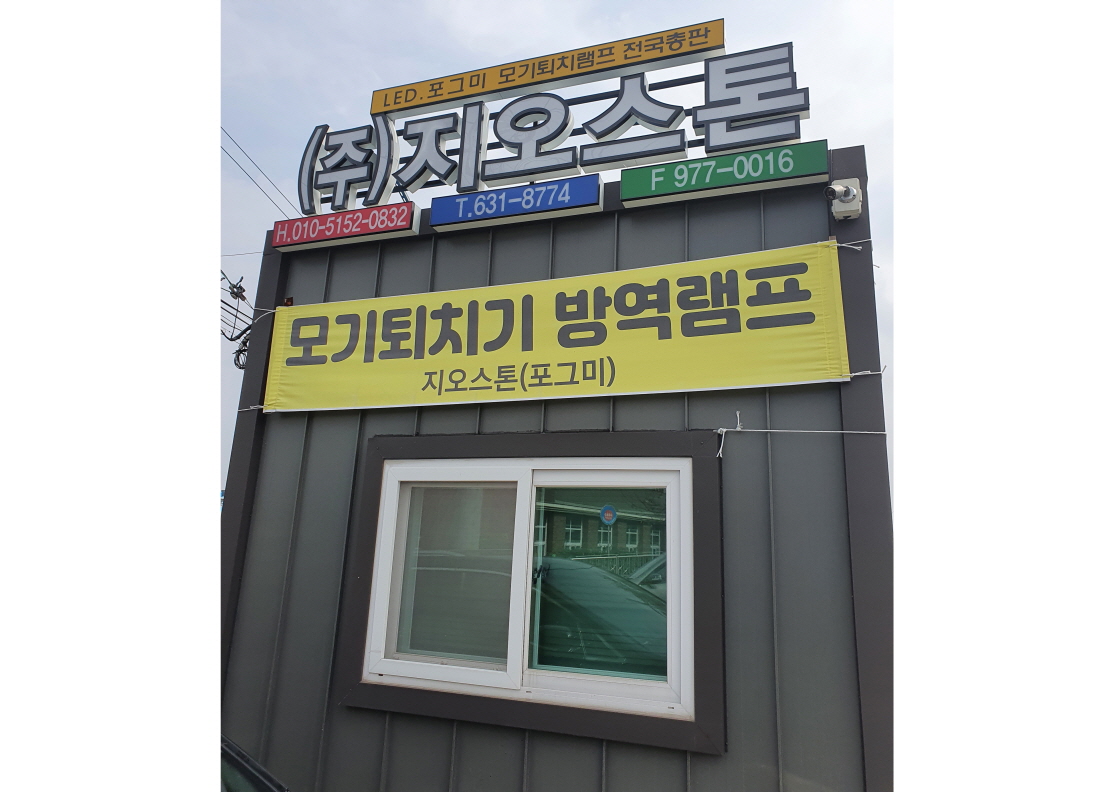 LED.포그미 모기퇴치램프 전국총판
(주)지오스톤
H.010-5152-0832
T.631-8774
F 977-0016
모기퇴치기 방역램프
지오스톤(포그미)